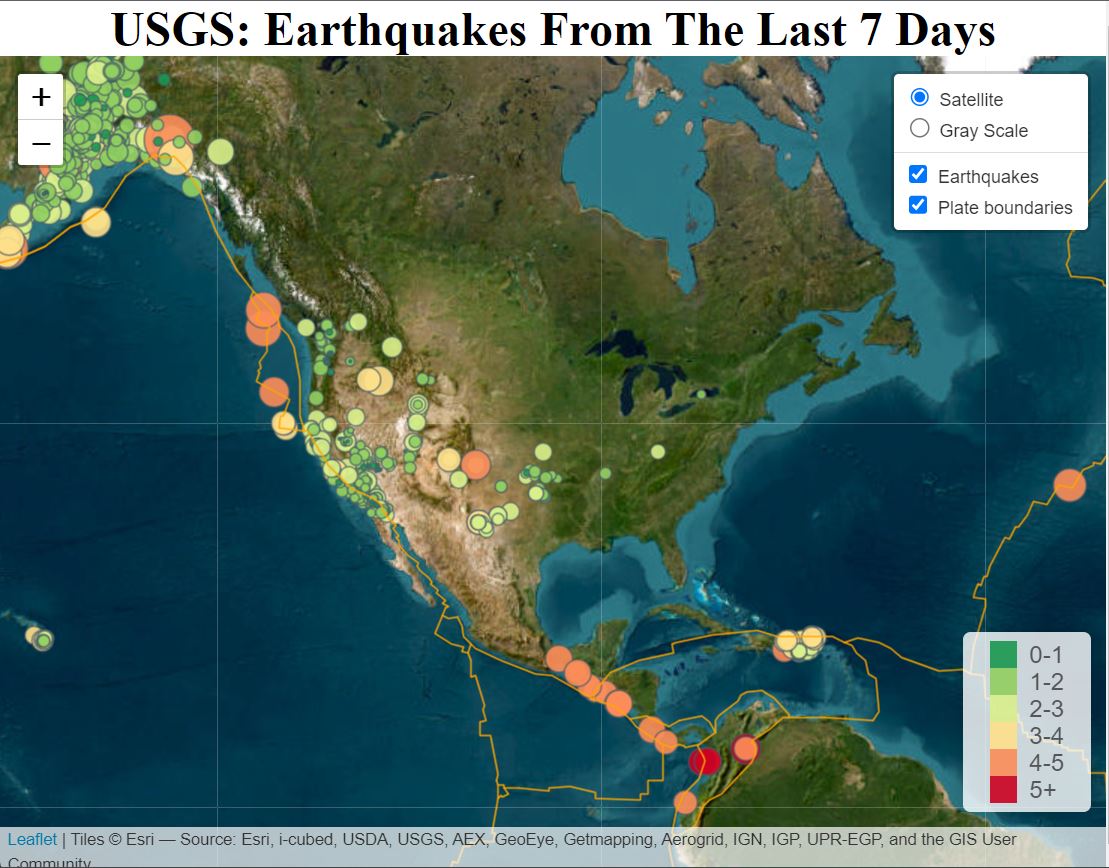 USGS: Earthquakes From The Last 7 Days
+
−
Satellite
Gray Scale
Earthquakes
Plate boundaries
0-1
1-2
2-3
3-4
4-5
5+
Leaflet | Tiles © Esri — Source: Esri, i-cubed, USDA, USGS, AEX, GeoEye, Getmapping, Aerogrid, IGN, IGP, UPR-EGP, and the GIS User
Community